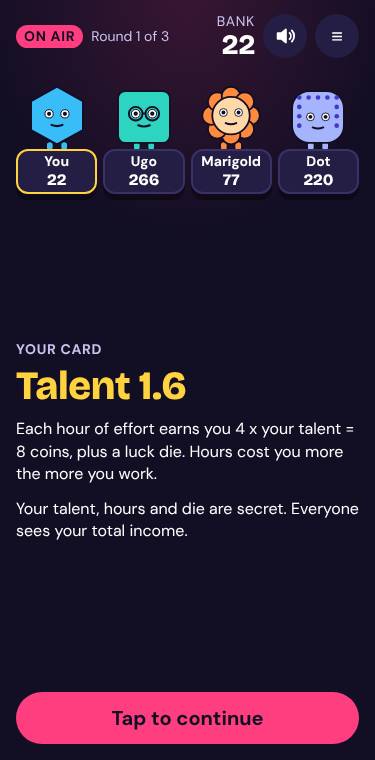 ON AIR
Round 1 of 3
BANK
22
You
22
Ugo
266
Marigold
77
Dot
220
YOUR CARD
Talent 1.6
Each hour of effort earns you 4 x your talent =
8 coins, plus a luck die. Hours cost you more
the more you work.
Your talent, hours and die are secret. Everyone
sees your total income.
Tap to continue